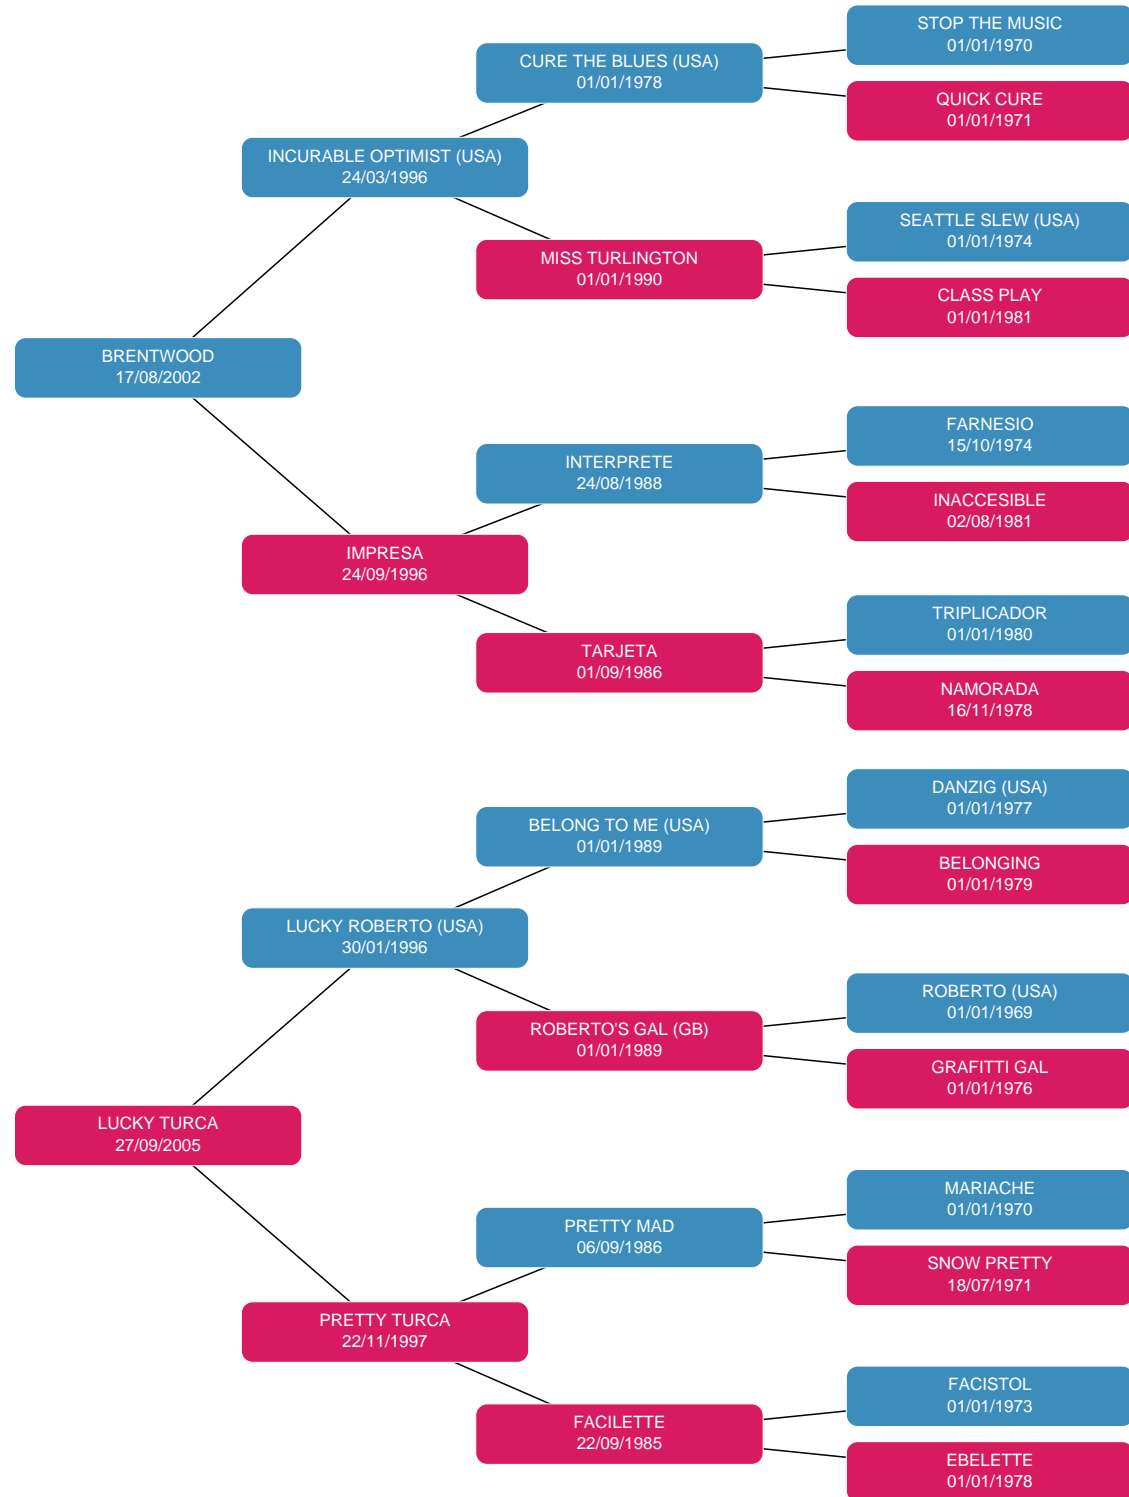 STOP THE MUSIC
01/01/1970
CURE THE BLUES (USA)
01/01/1978
QUICK CURE
01/01/1971
INCURABLE OPTIMIST (USA)
24/03/1996
SEATTLE SLEW (USA)
01/01/1974
MISS TURLINGTON
01/01/1990
CLASS PLAY
01/01/1981
BRENTWOOD
17/08/2002
FARNESIO
15/10/1974
INTERPRETE
24/08/1988
INACCESIBLE
02/08/1981
IMPRESA
24/09/1996
TRIPLICADOR
01/01/1980
TARJETA
01/09/1986
NAMORADA
16/11/1978
DANZIG (USA)
01/01/1977
BELONG TO ME (USA)
01/01/1989
BELONGING
01/01/1979
LUCKY ROBERTO (USA)
30/01/1996
ROBERTO (USA)
01/01/1969
ROBERTO'S GAL (GB)
01/01/1989
GRAFITTI GAL
01/01/1976
LUCKY TURCA
27/09/2005
MARIACHE
01/01/1970
PRETTY MAD
06/09/1986
SNOW PRETTY
18/07/1971
PRETTY TURCA
22/11/1997
FACISTOL
01/01/1973
FACILETTE
22/09/1985
EBELETTE
01/01/1978